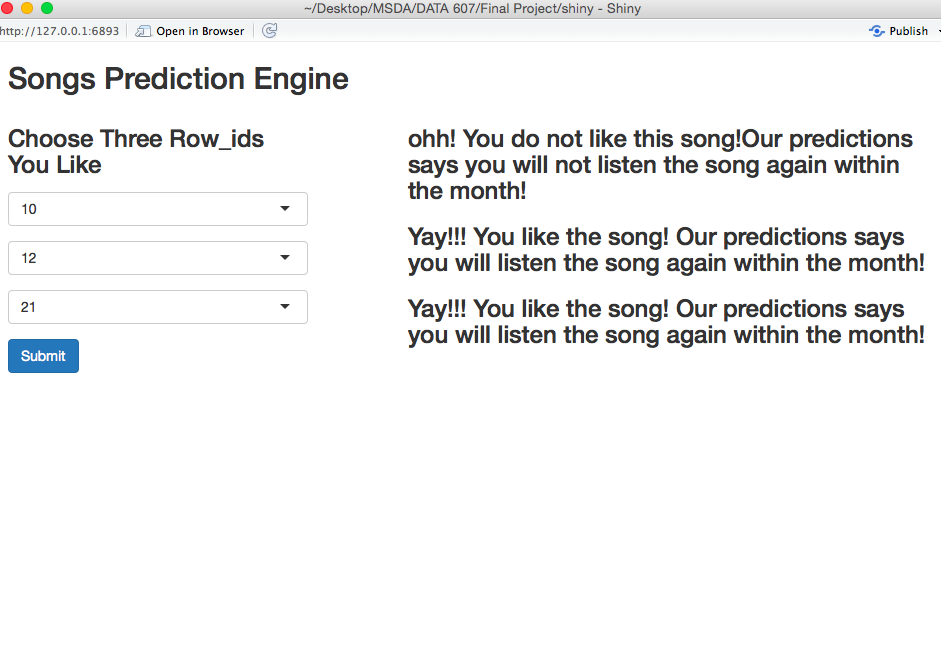 ~/Desktop/MSDA/DATA 607/Final Project/shiny - Shiny
http://127.0.0.1:6893
Open in Browser
Publish
Songs Prediction Engine
Choose Three Row_ids
You Like
10
12
21
Submit
ohh! You do not like this song!Our predictions
says you will not listen the song again within
the month!
Yay!!! You like the song! Our predictions says
you will listen the song again within the month!
Yay!!! You like the song! Our predictions says
you will listen the song again within the month!